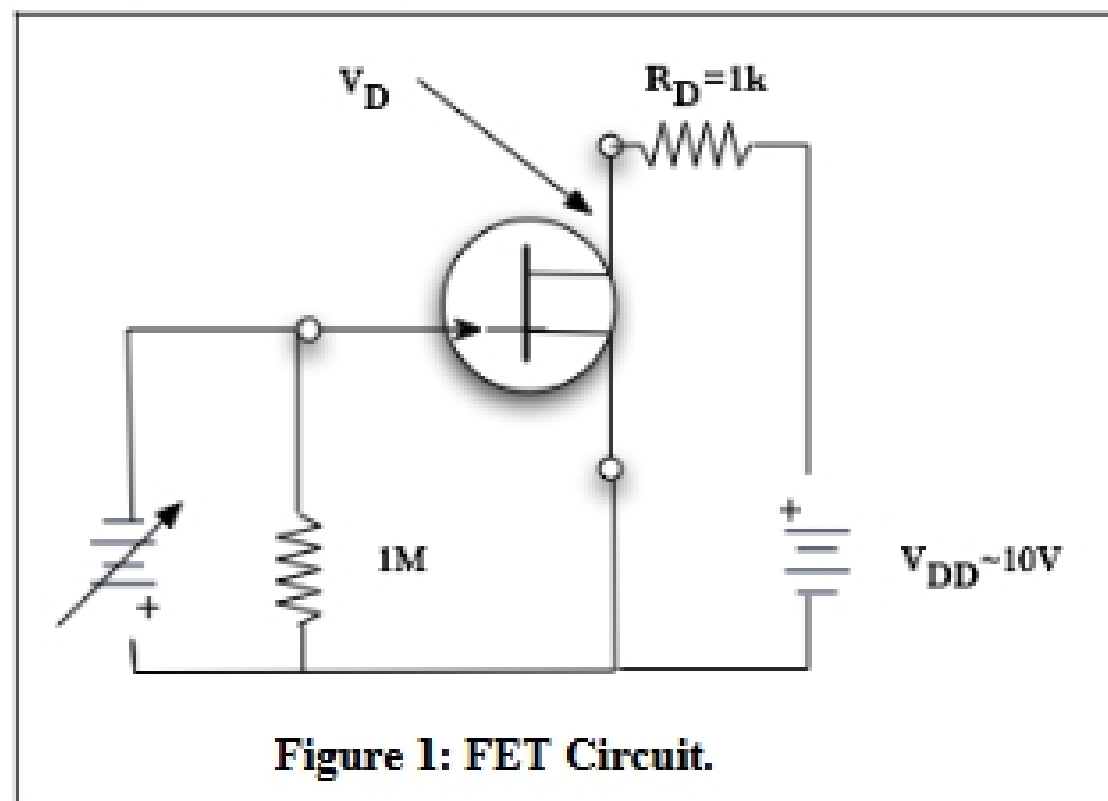 VD
RD=1k
+
1M
+
VDD~10V
Figure 1: FET Circuit.